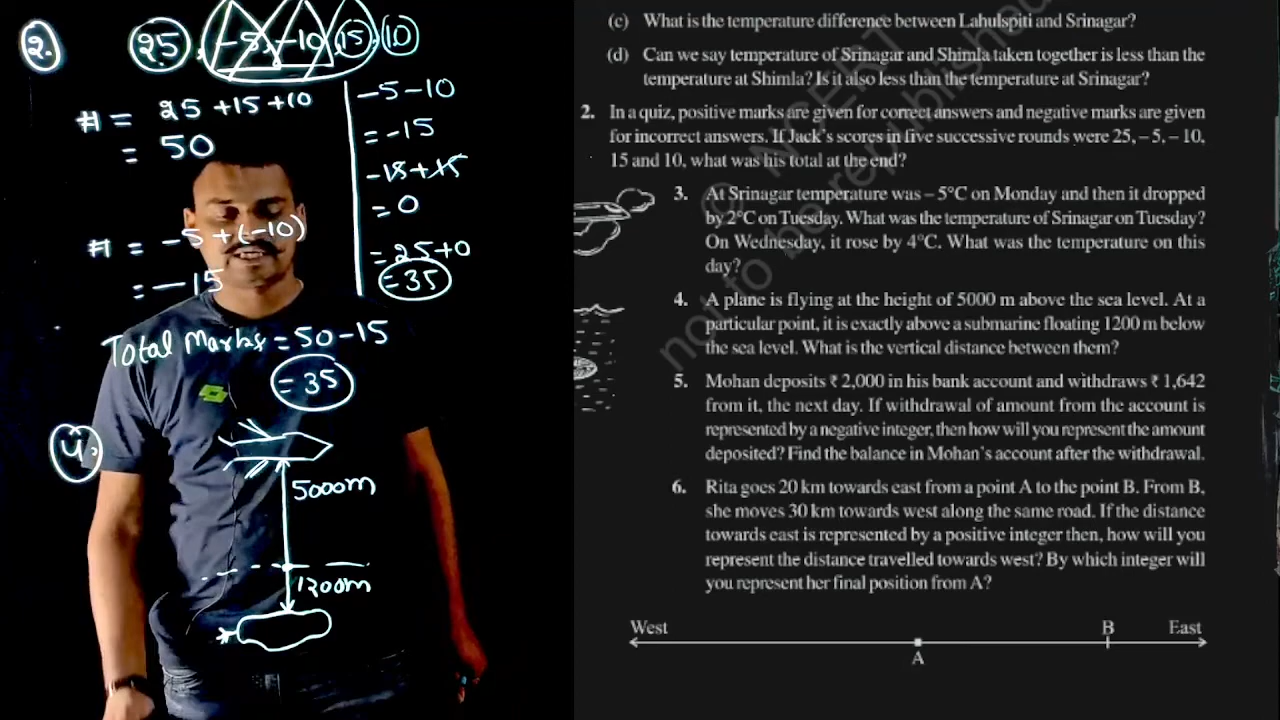 2. 25, -5, -10, 15, 10
# = 25 +15 +10
= 50
# = -5 +(-10)
= -15
-5 -10
= -15
-15 + 15
= 0
= 25+0
= 35
Total Marks = 50 - 15
= 35
4.
5000m
1200m
(c) What is the temperature difference between Lahulspiti and Srinagar?
(d) Can we say temperature of Srinagar and Shimla taken together is less than the
temperature at Shimla? Is it also less than the temperature at Srinagar?
2. In a quiz, positive marks are given for correct answers and negative marks are given
for incorrect answers. If Jack's scores in five successive rounds were 25, – 5, – 10,
15 and 10, what was his total at the end?
3. At Srinagar temperature was – 5°C on Monday and then it dropped
by 2°C on Tuesday. What was the temperature of Srinagar on Tuesday?
On Wednesday, it rose by 4°C. What was the temperature on this
day?
4. A plane is flying at the height of 5000 m above the sea level. At a
particular point, it is exactly above a submarine floating 1200 m below
the sea level. What is the vertical distance between them?
5. Mohan deposits ₹ 2,000 in his bank account and withdraws ₹ 1,642
from it, the next day. If withdrawal of amount from the account is
represented by a negative integer, then how will you represent the amount
deposited? Find the balance in Mohan's account after the withdrawal.
6. Rita goes 20 km towards east from a point A to the point B. From B,
she moves 30 km towards west along the same road. If the distance
towards east is represented by a positive integer then, how will you
represent the distance travelled towards west? By which integer will
you represent her final position from A?
West B East
A